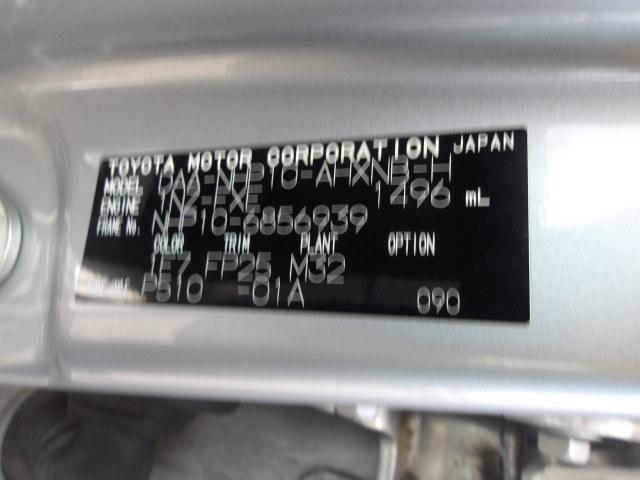 TOYOTA MOTOR CORPORATION JAPAN
MODEL DAA-NHP10-AHXNB-H
ENGINE 1NZ-FXE 1496 mL
FRAME No. NHP10-6856939
COLOR TRIM PLANT OPTION
1F7 FP25 M32
P510 -01A 090